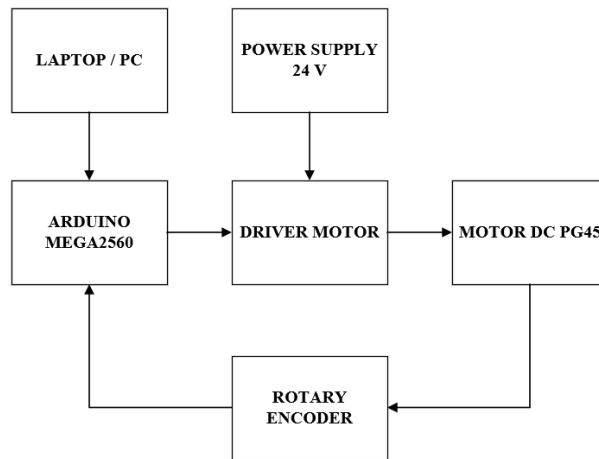 LAPTOP / PC
POWER SUPPLY
24 V
ARDUINO
MEGA2560
DRIVER MOTOR
MOTOR DC PG45
ROTARY
ENCODER